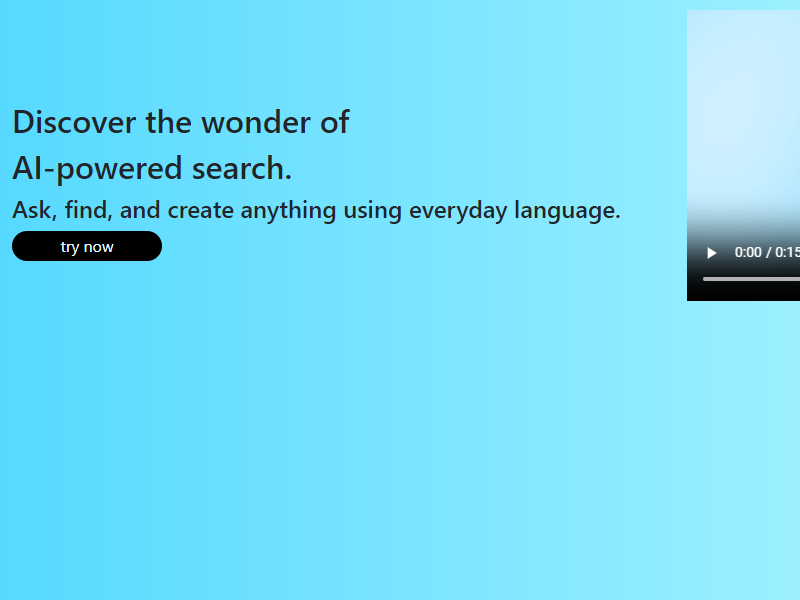 Discover the wonder of
AI-powered search.
Ask, find, and create anything using everyday language.
try now
0:00 / 0:15